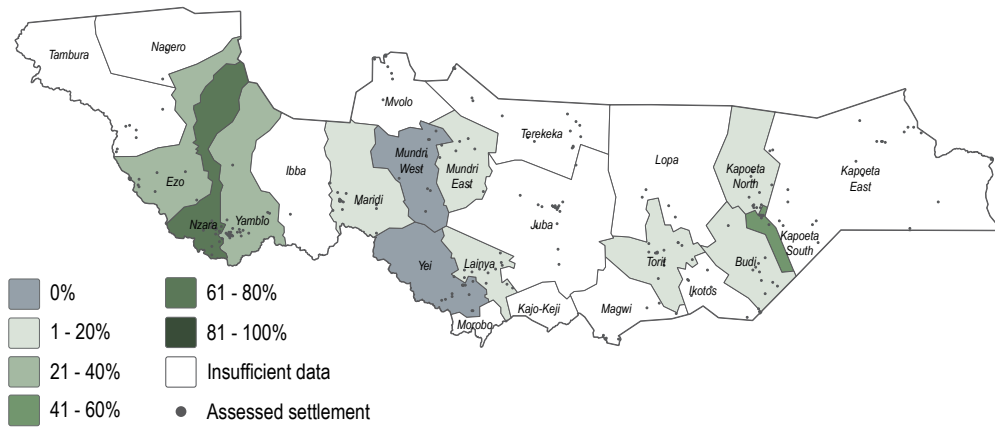 Nagero
Tambura
Mvolo
Terekeka
Mundri
West
Mundri
East
Lopa
Kapoeta
North
Kapoeta
East
Ibba
Ezo
Maridi
Nzara
Yambio
Juba
Kapoeta
South
Yei
Lainya
Torit
Budi
Ikotos
Morobo
Kajo-Keji
Magwi
0%
1 - 20%
21 - 40%
41 - 60%
61 - 80%
81 - 100%
Insufficient data
Assessed settlement